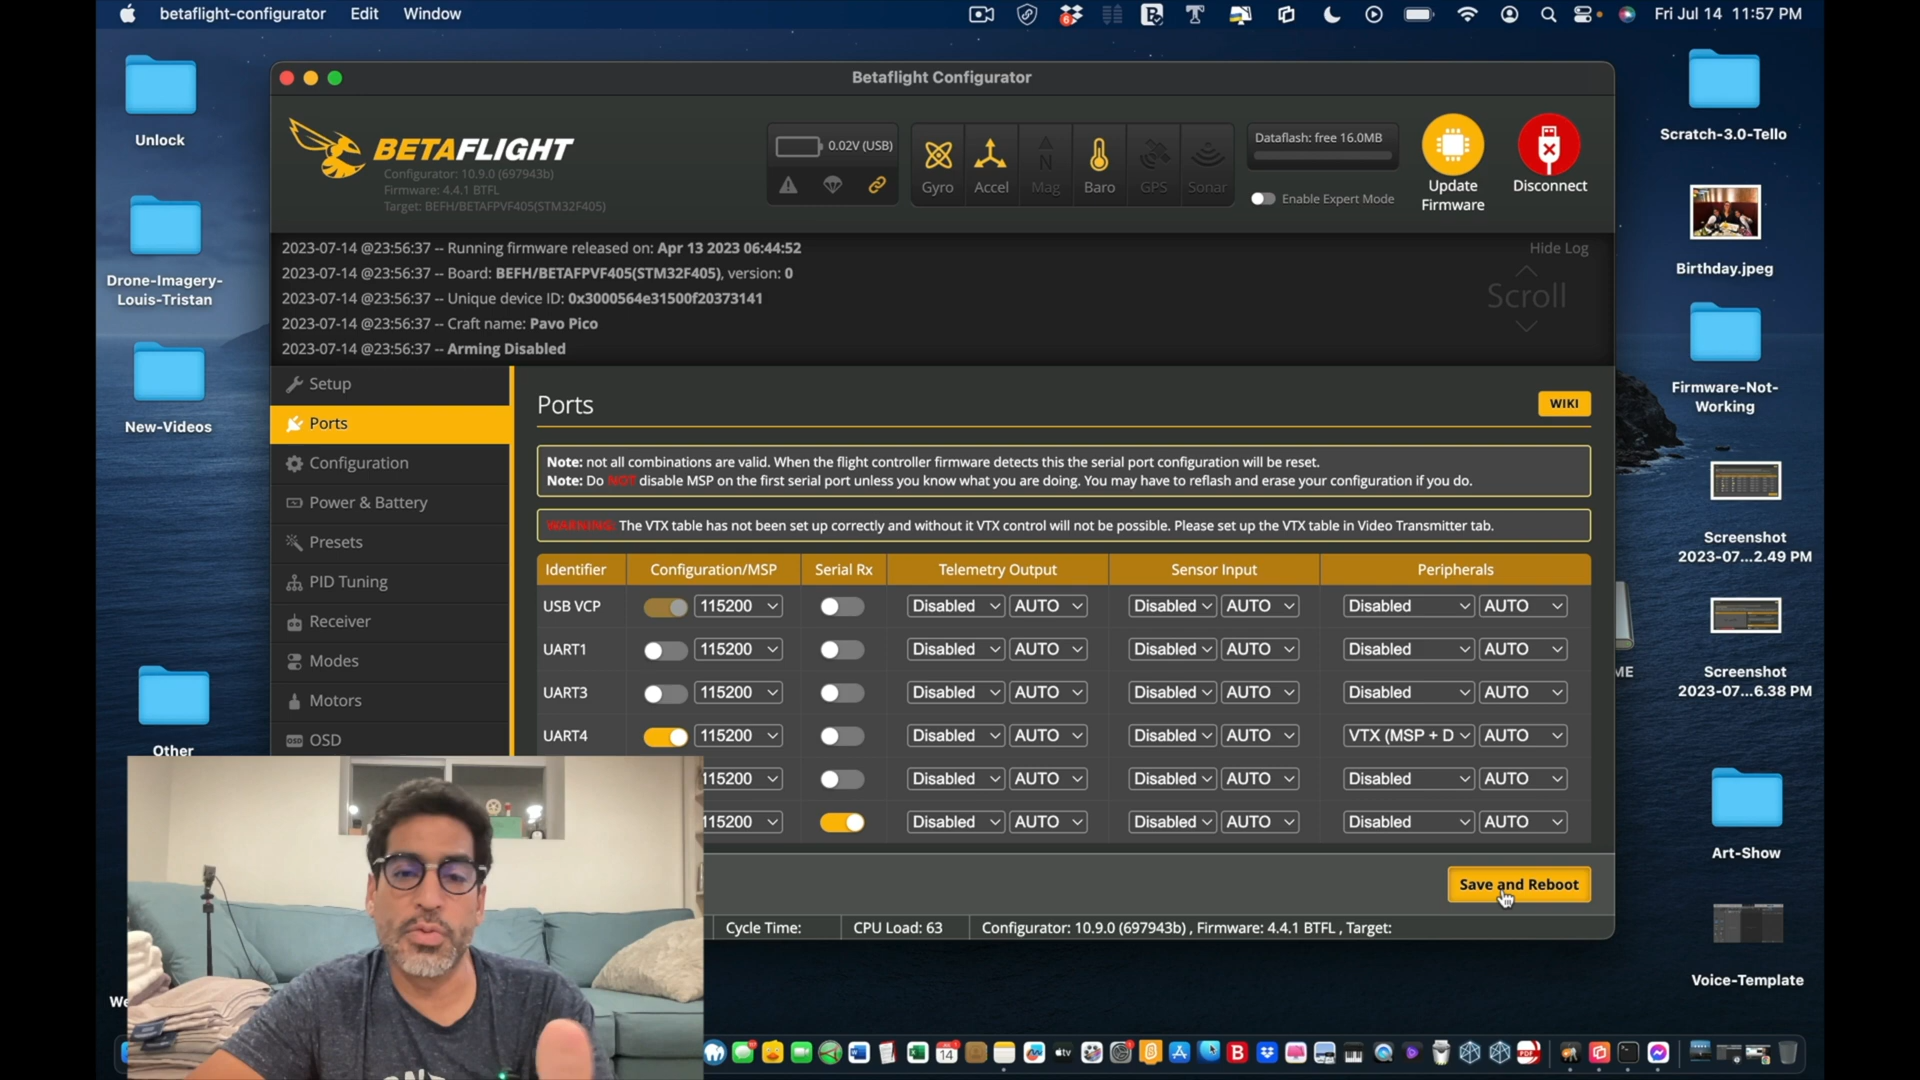 betaflight-configurator Edit Window
Fri Jul 14 11:57 PM
Betaflight Configurator
BETAFLIGHT
Configurator: 10.9.0 (697943b)
Firmware: 4.4.1 BTFL
Target: BEFH/BETAFPVF405(STM32F405)
0.02V (USB)
Gyro Accel Mag Baro GPS Sonar
Dataflash: free 16.0MB
Enable Expert Mode
Update
Firmware
Disconnect
2023-07-14 @23:56:37 -- Running firmware released on: Apr 13 2023 06:44:52
2023-07-14 @23:56:37 -- Board: BEFH/BETAFPVF405(STM32F405), version: 0
2023-07-14 @23:56:37 -- Unique device ID: 0x3000564e31500f20373141
2023-07-14 @23:56:37 -- Craft name: Pavo Pico
2023-07-14 @23:56:37 -- Arming Disabled
Hide Log
Scroll
Setup
Ports
Configuration
Power & Battery
Presets
PID Tuning
Receiver
Modes
Motors
OSD
Ports
WIKI
Note: not all combinations are valid. When the flight controller firmware detects this the serial port configuration will be reset.
Note: Do NOT disable MSP on the first serial port unless you know what you are doing. You may have to reflash and erase your configuration if you do.
WARNING: The VTX table has not been set up correctly and without it VTX control will not be possible. Please set up the VTX table in Video Transmitter tab.
Identifier Configuration/MSP Serial Rx Telemetry Output Sensor Input Peripherals
USB VCP 115200 Disabled AUTO Disabled AUTO Disabled AUTO
UART1 115200 Disabled AUTO Disabled AUTO Disabled AUTO
UART3 115200 Disabled AUTO Disabled AUTO Disabled AUTO
UART4 115200 Disabled AUTO Disabled AUTO VTX (MSP + D AUTO
115200 Disabled AUTO Disabled AUTO Disabled AUTO
115200 Disabled AUTO Disabled AUTO Disabled AUTO
Save and Reboot
Cycle Time: CPU Load: 63 Configurator: 10.9.0 (697943b) , Firmware: 4.4.1 BTFL , Target:
Unlock
Drone-Imagery-
Louis-Tristan
New-Videos
Other
We
Scratch-3.0-Tello
Birthday.jpeg
Firmware-Not-
Working
Screenshot
2023-07...2.49 PM
ME
Screenshot
2023-07...6.38 PM
Art-Show
Voice-Template